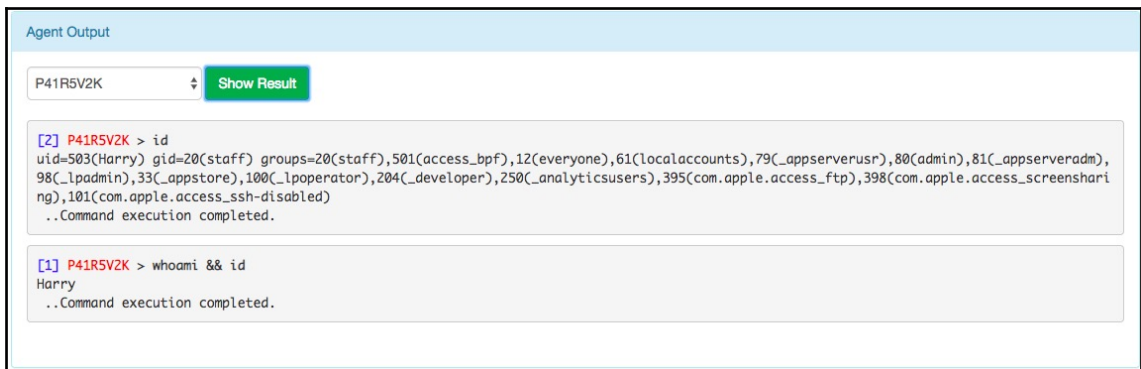 Agent Output
P41R5V2K Show Result
[2] P41R5V2K > id
uid=503(Harry) gid=20(staff) groups=20(staff),501(access_bpf),12(everyone),61(localaccounts),79(_appserverusr),80(admin),81(_appserveradm),
98(_lpadmin),33(_appstore),100(_lpoperator),204(_developer),250(_analyticsusers),395(com.apple.access_ftp),398(com.apple.access_screenshari
ng),101(com.apple.access_ssh-disabled)
..Command execution completed.
[1] P41R5V2K > whoami && id
Harry
..Command execution completed.